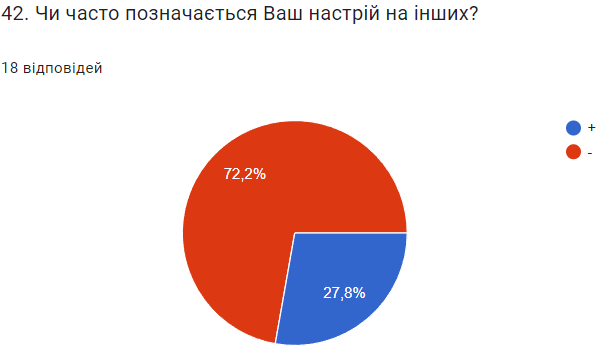 42. Чи часто позначається Ваш настрій на інших?
18 відповідей
+
-
72,2%
27,8%